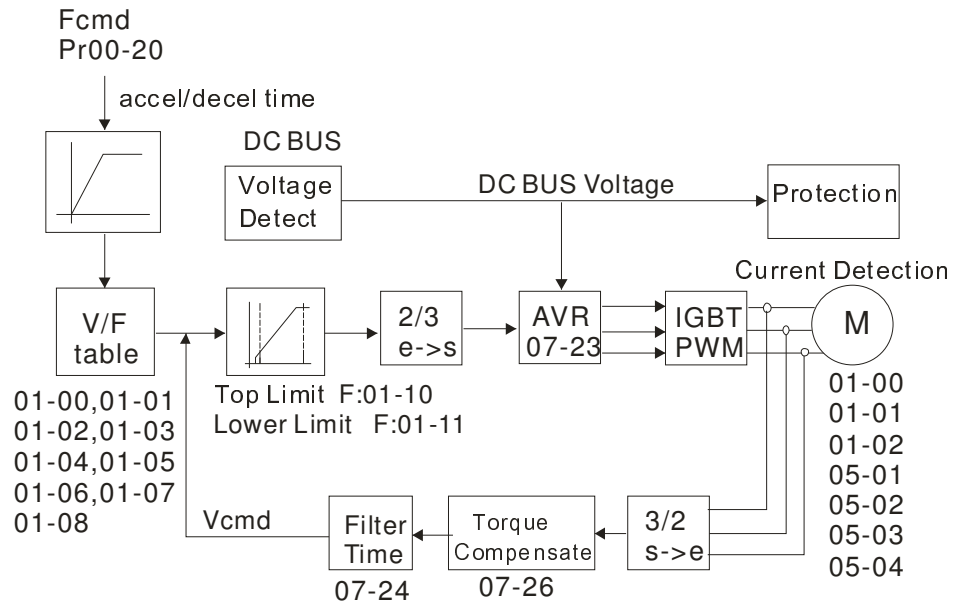 Fcmd
Pr00-20
accel/decel time
DC BUS
Voltage
Detect
DC BUS Voltage
Protection
Current Detection
V/F
table
2/3
e->s
AVR
07-23
IGBT
PWM
M
Top Limit F:01-10
Lower Limit F:01-11
01-00,01-01
01-02,01-03
01-04,01-05
01-06,01-07
01-08
01-00
01-01
01-02
05-01
05-02
05-03
05-04
Vcmd
Filter
Time
07-24
Torque
Compensate
07-26
3/2
s->e